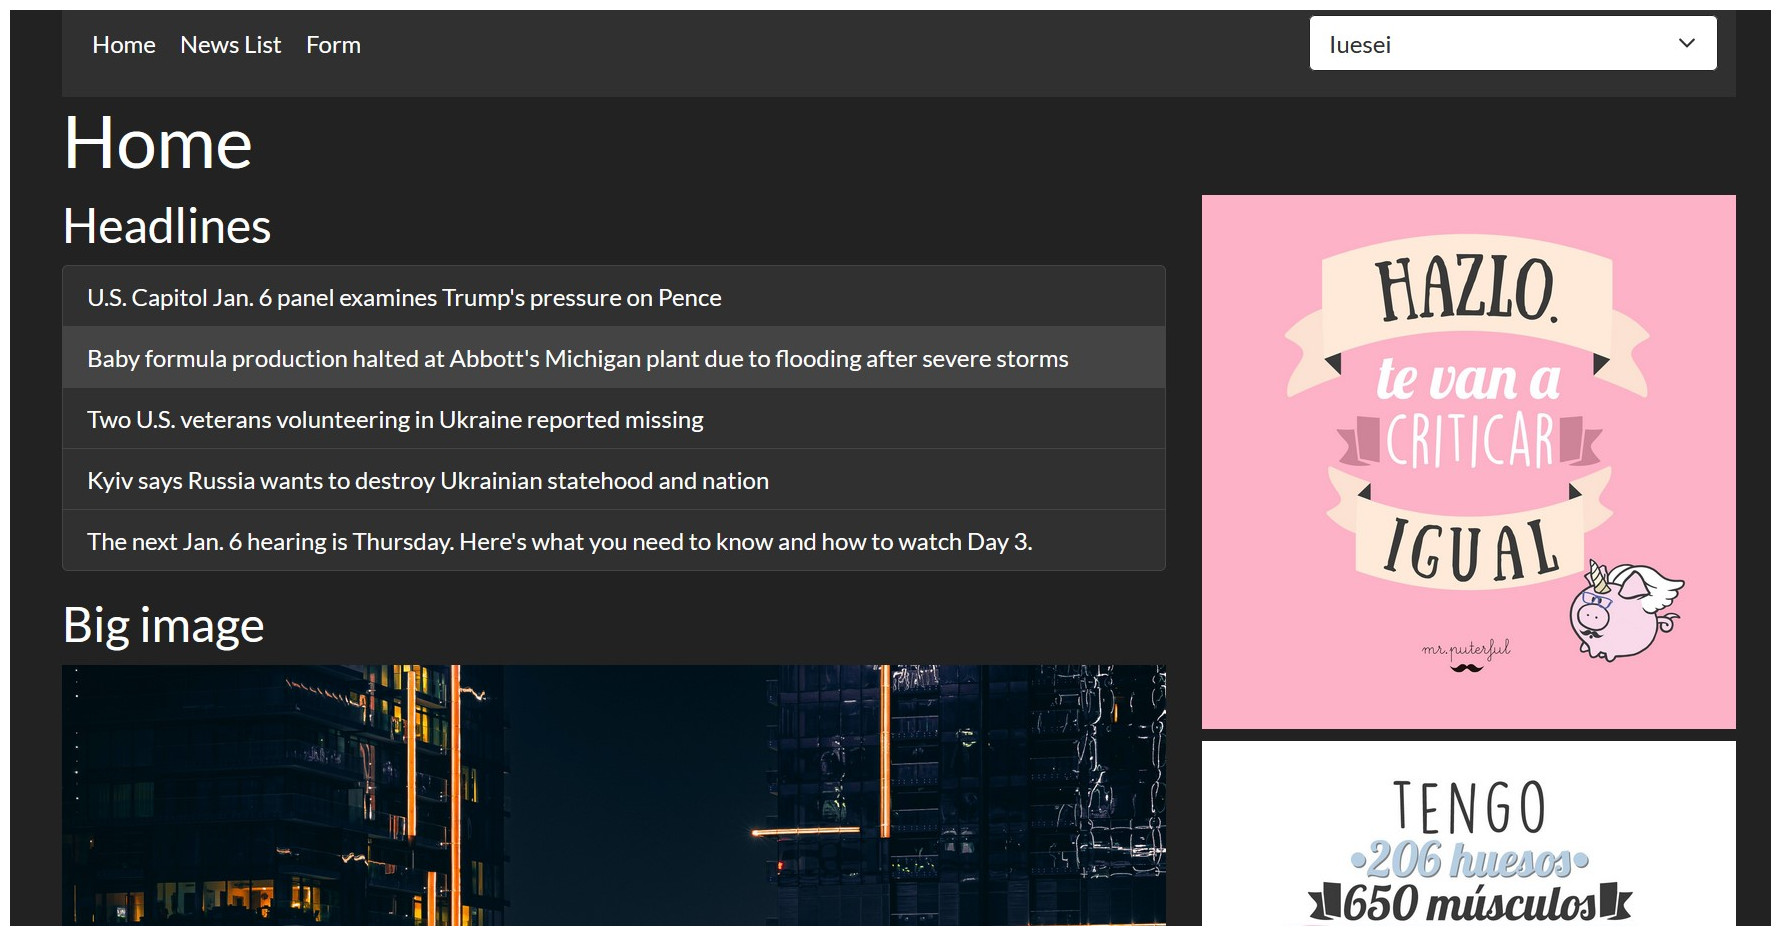 Home News List Form
Iuesei
Home
Headlines
U.S. Capitol Jan. 6 panel examines Trump's pressure on Pence
Baby formula production halted at Abbott's Michigan plant due to flooding after severe storms
Two U.S. veterans volunteering in Ukraine reported missing
Kyiv says Russia wants to destroy Ukrainian statehood and nation
The next Jan. 6 hearing is Thursday. Here's what you need to know and how to watch Day 3.
Big image
HAZLO.
te van a
CRITICAR
IGUAL
mr.puterful
TENGO
•206 huesos•
650 músculos